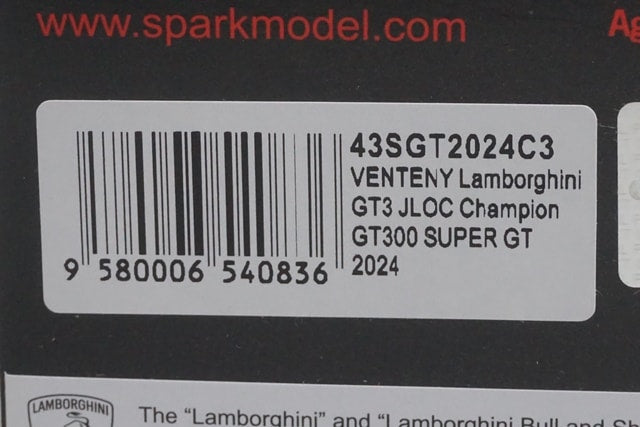 www.sparkmodel.com
43SGT2024C3
VENTENY Lamborghini
GT3 JLOC Champion
GT300 SUPER GT
2024
9 580006 540836
LAMBORGHINI
The "Lamborghini" and "Lamborghini Bull and